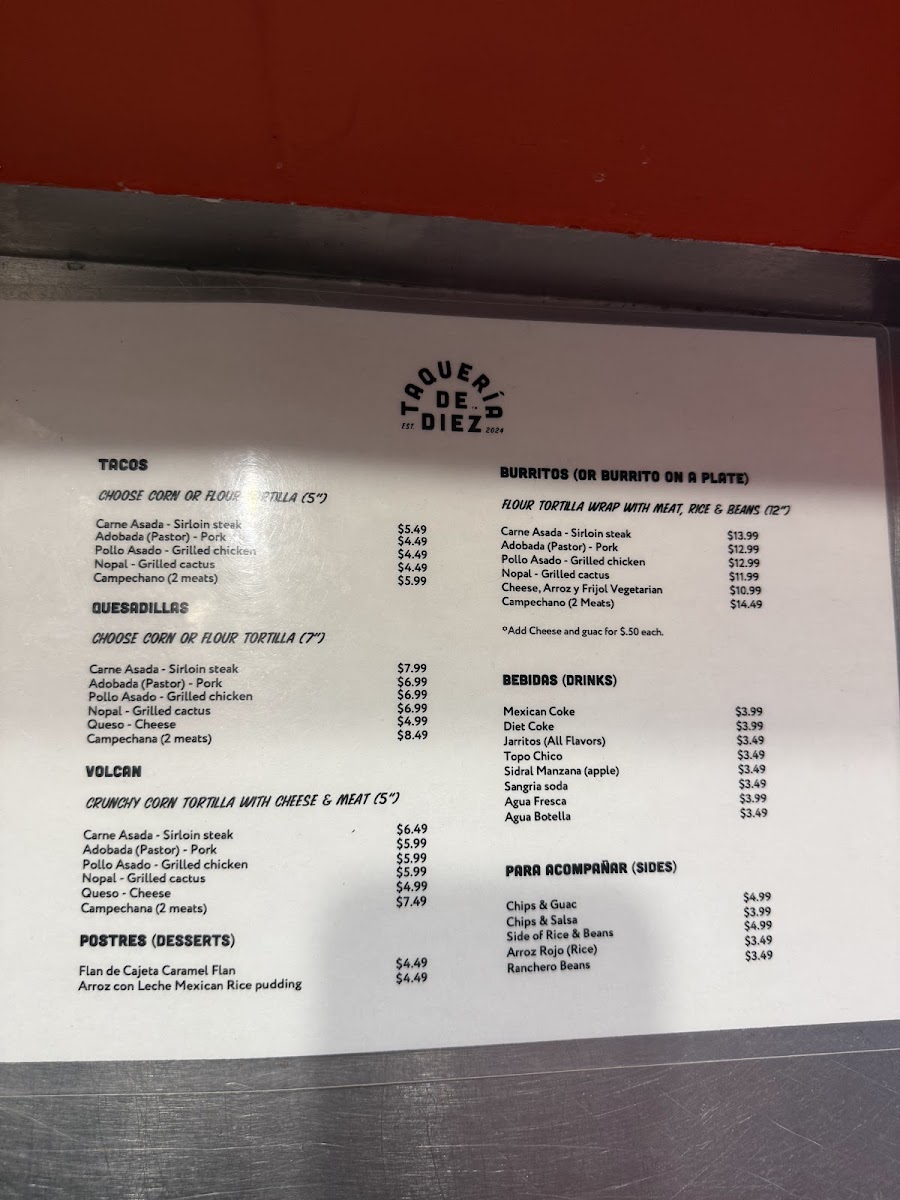 TAQUERÍA
DE
EST. DIEZ 2024
TACOS
CHOOSE CORN OR FLOUR TORTILLA (5")
Carne Asada - Sirloin steak $5.49
Adobada (Pastor) - Pork $4.49
Pollo Asado - Grilled chicken $4.49
Nopal - Grilled cactus $4.49
Campechano (2 meats) $5.99
QUESADILLAS
CHOOSE CORN OR FLOUR TORTILLA (7")
Carne Asada - Sirloin steak $7.99
Adobada (Pastor) - Pork $6.99
Pollo Asado - Grilled chicken $6.99
Nopal - Grilled cactus $6.99
Queso - Cheese $4.99
Campechana (2 meats) $8.49
VOLCAN
CRUNCHY CORN TORTILLA WITH CHEESE & MEAT (5")
Carne Asada - Sirloin steak $6.49
Adobada (Pastor) - Pork $5.99
Pollo Asado - Grilled chicken $5.99
Nopal - Grilled cactus $5.99
Queso - Cheese $4.99
Campechana (2 meats) $7.49
POSTRES (DESSERTS)
Flan de Cajeta Caramel Flan $4.49
Arroz con Leche Mexican Rice pudding $4.49
BURRITOS (OR BURRITO ON A PLATE)
FLOUR TORTILLA WRAP WITH MEAT, RICE & BEANS (12")
Carne Asada - Sirloin steak $13.99
Adobada (Pastor) - Pork $12.99
Pollo Asado - Grilled chicken $12.99
Nopal - Grilled cactus $11.99
Cheese, Arroz y Frijol Vegetarian $10.99
Campechano (2 Meats) $14.49
°Add Cheese and guac for $.50 each.
BEBIDAS (DRINKS)
Mexican Coke $3.99
Diet Coke $3.99
Jarritos (All Flavors) $3.49
Topo Chico $3.49
Sidral Manzana (apple) $3.49
Sangria soda $3.49
Agua Fresca $3.99
Agua Botella $3.49
PARA ACOMPAÑAR (SIDES)
Chips & Guac $4.99
Chips & Salsa $3.99
Side of Rice & Beans $4.99
Arroz Rojo (Rice) $3.49
Ranchero Beans $3.49